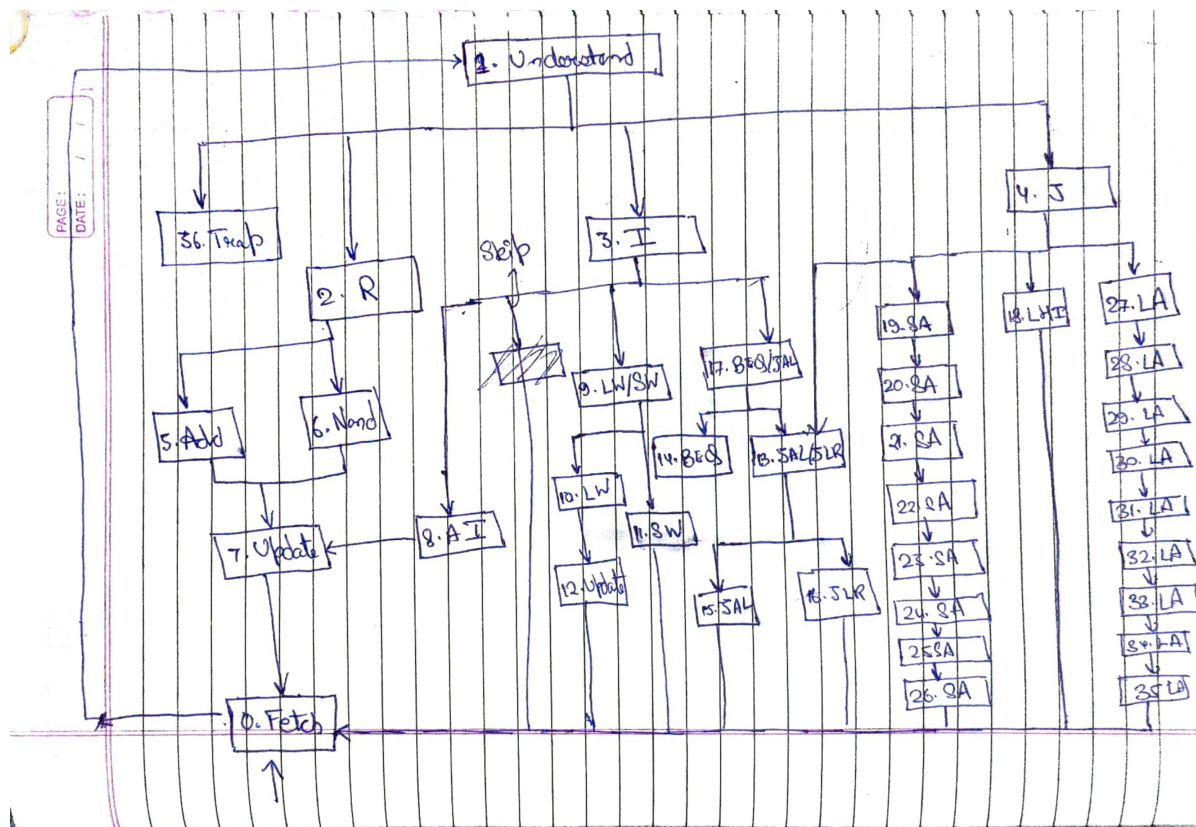 1. Understand
PAGE:
DATE: / /
4. J
36. Trap
3. I
Skip
2. R
19. SA
18. LHI
27. LA
9. LW/SW
17. BEQ/JAL
20. SA
28. LA
5. Add
6. Nand
14. BEQ
13. JAL/JLR
21. SA
29. LA
30. LA
10. LW
22. SA
31. LA
7. Update
8. AI
11. SW
23. SA
32. LA
12. Update
15. JAL
16. JLR
24. SA
33. LA
25 SA
34. LA
26. SA
35 LA
0. Fetch